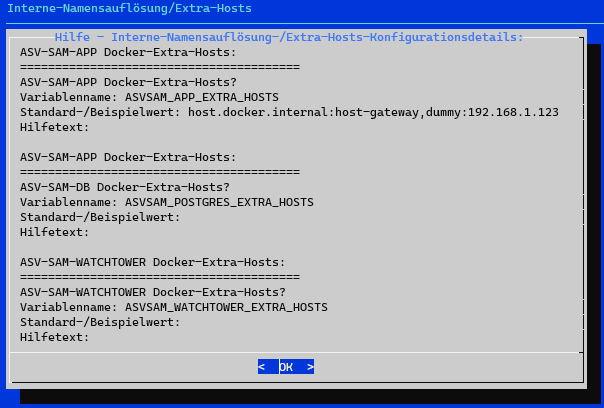 Interne-Namensauflösung/Extra-Hosts
Hilfe - Interne-Namensauflösung-/Extra-Hosts-Konfigurationsdetails:
ASV-SAM-APP Docker-Extra-Hosts:
========================================
ASV-SAM-APP Docker-Extra-Hosts?
Variablenname: ASVSAM_APP_EXTRA_HOSTS
Standard-/Beispielwert: host.docker.internal:host-gateway,dummy:192.168.1.123
Hilfetext:
ASV-SAM-APP Docker-Extra-Hosts:
========================================
ASV-SAM-DB Docker-Extra-Hosts?
Variablenname: ASVSAM_POSTGRES_EXTRA_HOSTS
Standard-/Beispielwert:
Hilfetext:
ASV-SAM-WATCHTOWER Docker-Extra-Hosts:
========================================
ASV-SAM-WATCHTOWER Docker-Extra-Hosts?
Variablenname: ASVSAM_WATCHTOWER_EXTRA_HOSTS
Standard-/Beispielwert:
Hilfetext:
< OK >